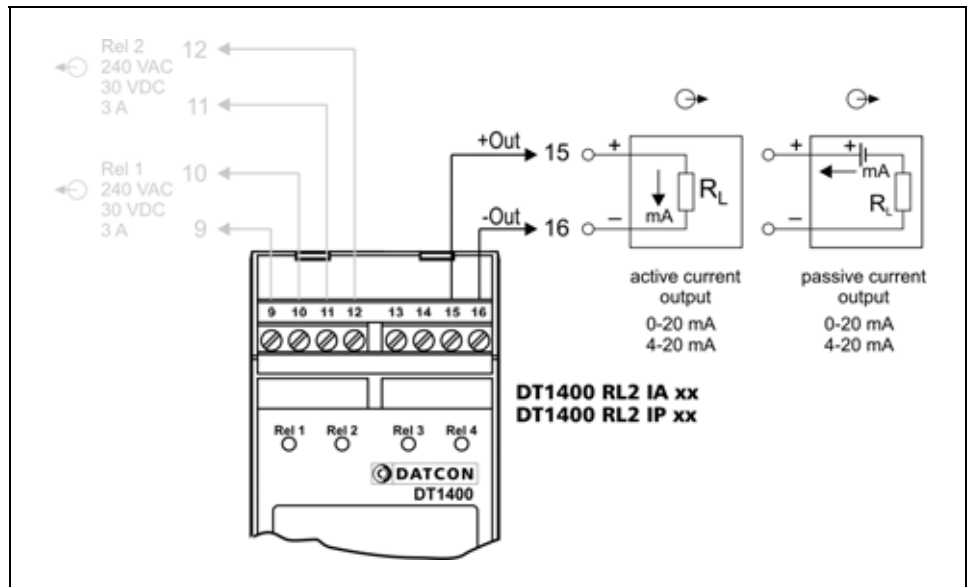 Rel 2
240 VAC
30 VDC
3 A
12
11
Rel 1
240 VAC
30 VDC
3 A
10
9
+Out
15
-Out
16
+
–
mA
RL
active current
output
0-20 mA
4-20 mA
+
+
–
mA
RL
passive current
output
0-20 mA
4-20 mA
9 10 11 12 13 14 15 16
DT1400 RL2 IA xx
DT1400 RL2 IP xx
Rel 1 Rel 2 Rel 3 Rel 4
DATCON
DT1400